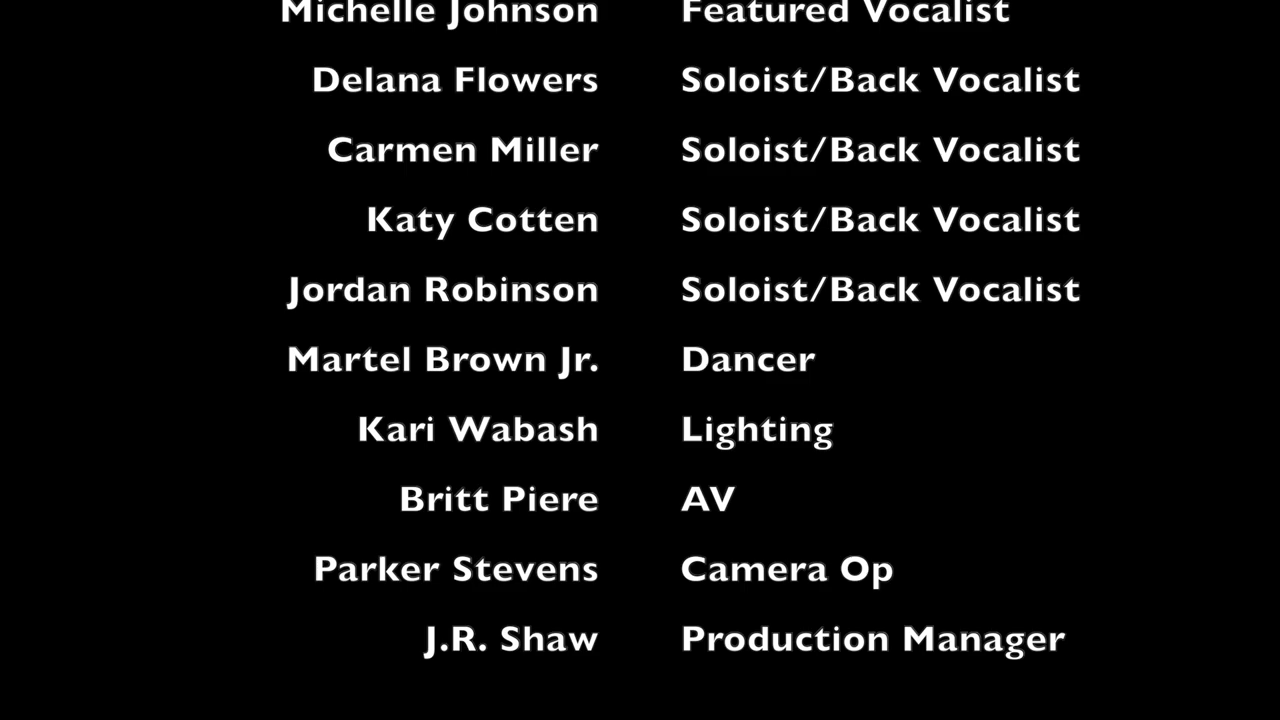 Michelle Johnson Featured Vocalist
Delana Flowers Soloist/Back Vocalist
Carmen Miller Soloist/Back Vocalist
Katy Cotten Soloist/Back Vocalist
Jordan Robinson Soloist/Back Vocalist
Martel Brown Jr. Dancer
Kari Wabash Lighting
Britt Piere AV
Parker Stevens Camera Op
J.R. Shaw Production Manager